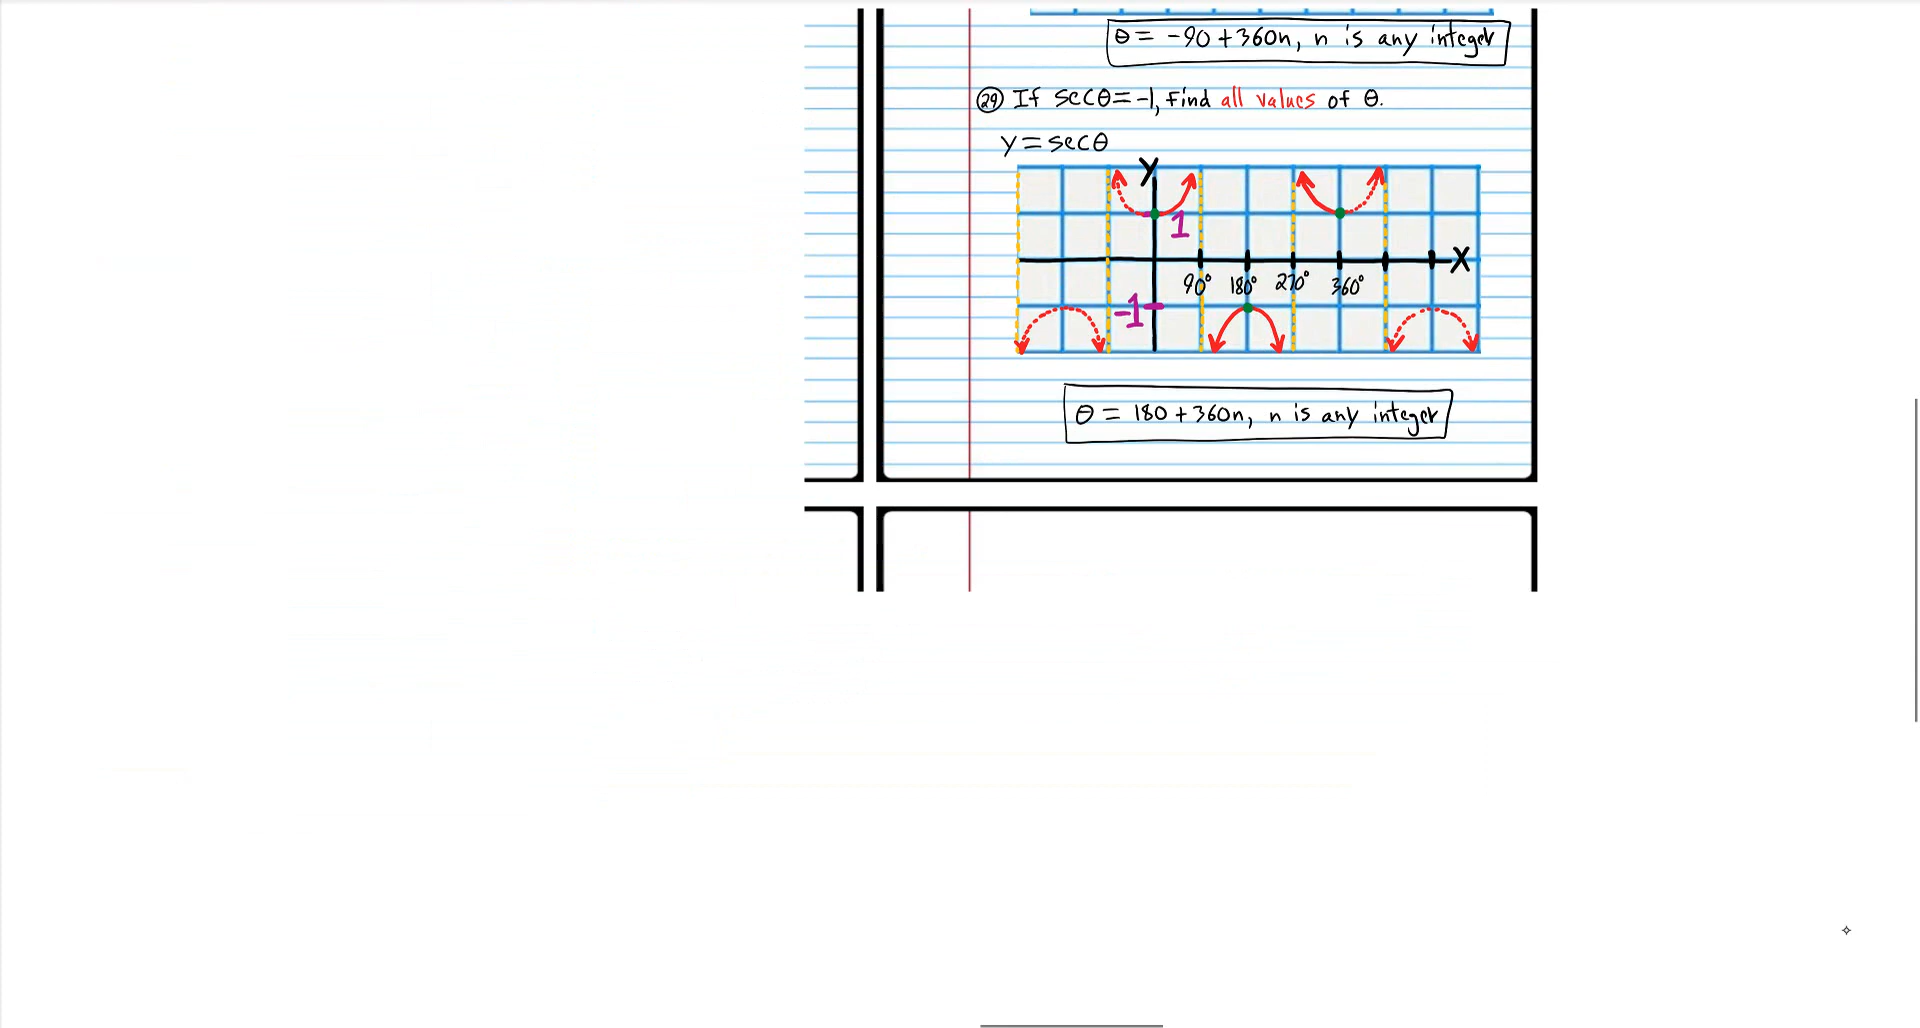 θ = -90 + 360n, n is any integer
29 If secθ = -1, find all values of θ.
y = secθ
Y
1
X
90° 180° 270° 360°
-1
θ = 180 + 360n, n is any integer